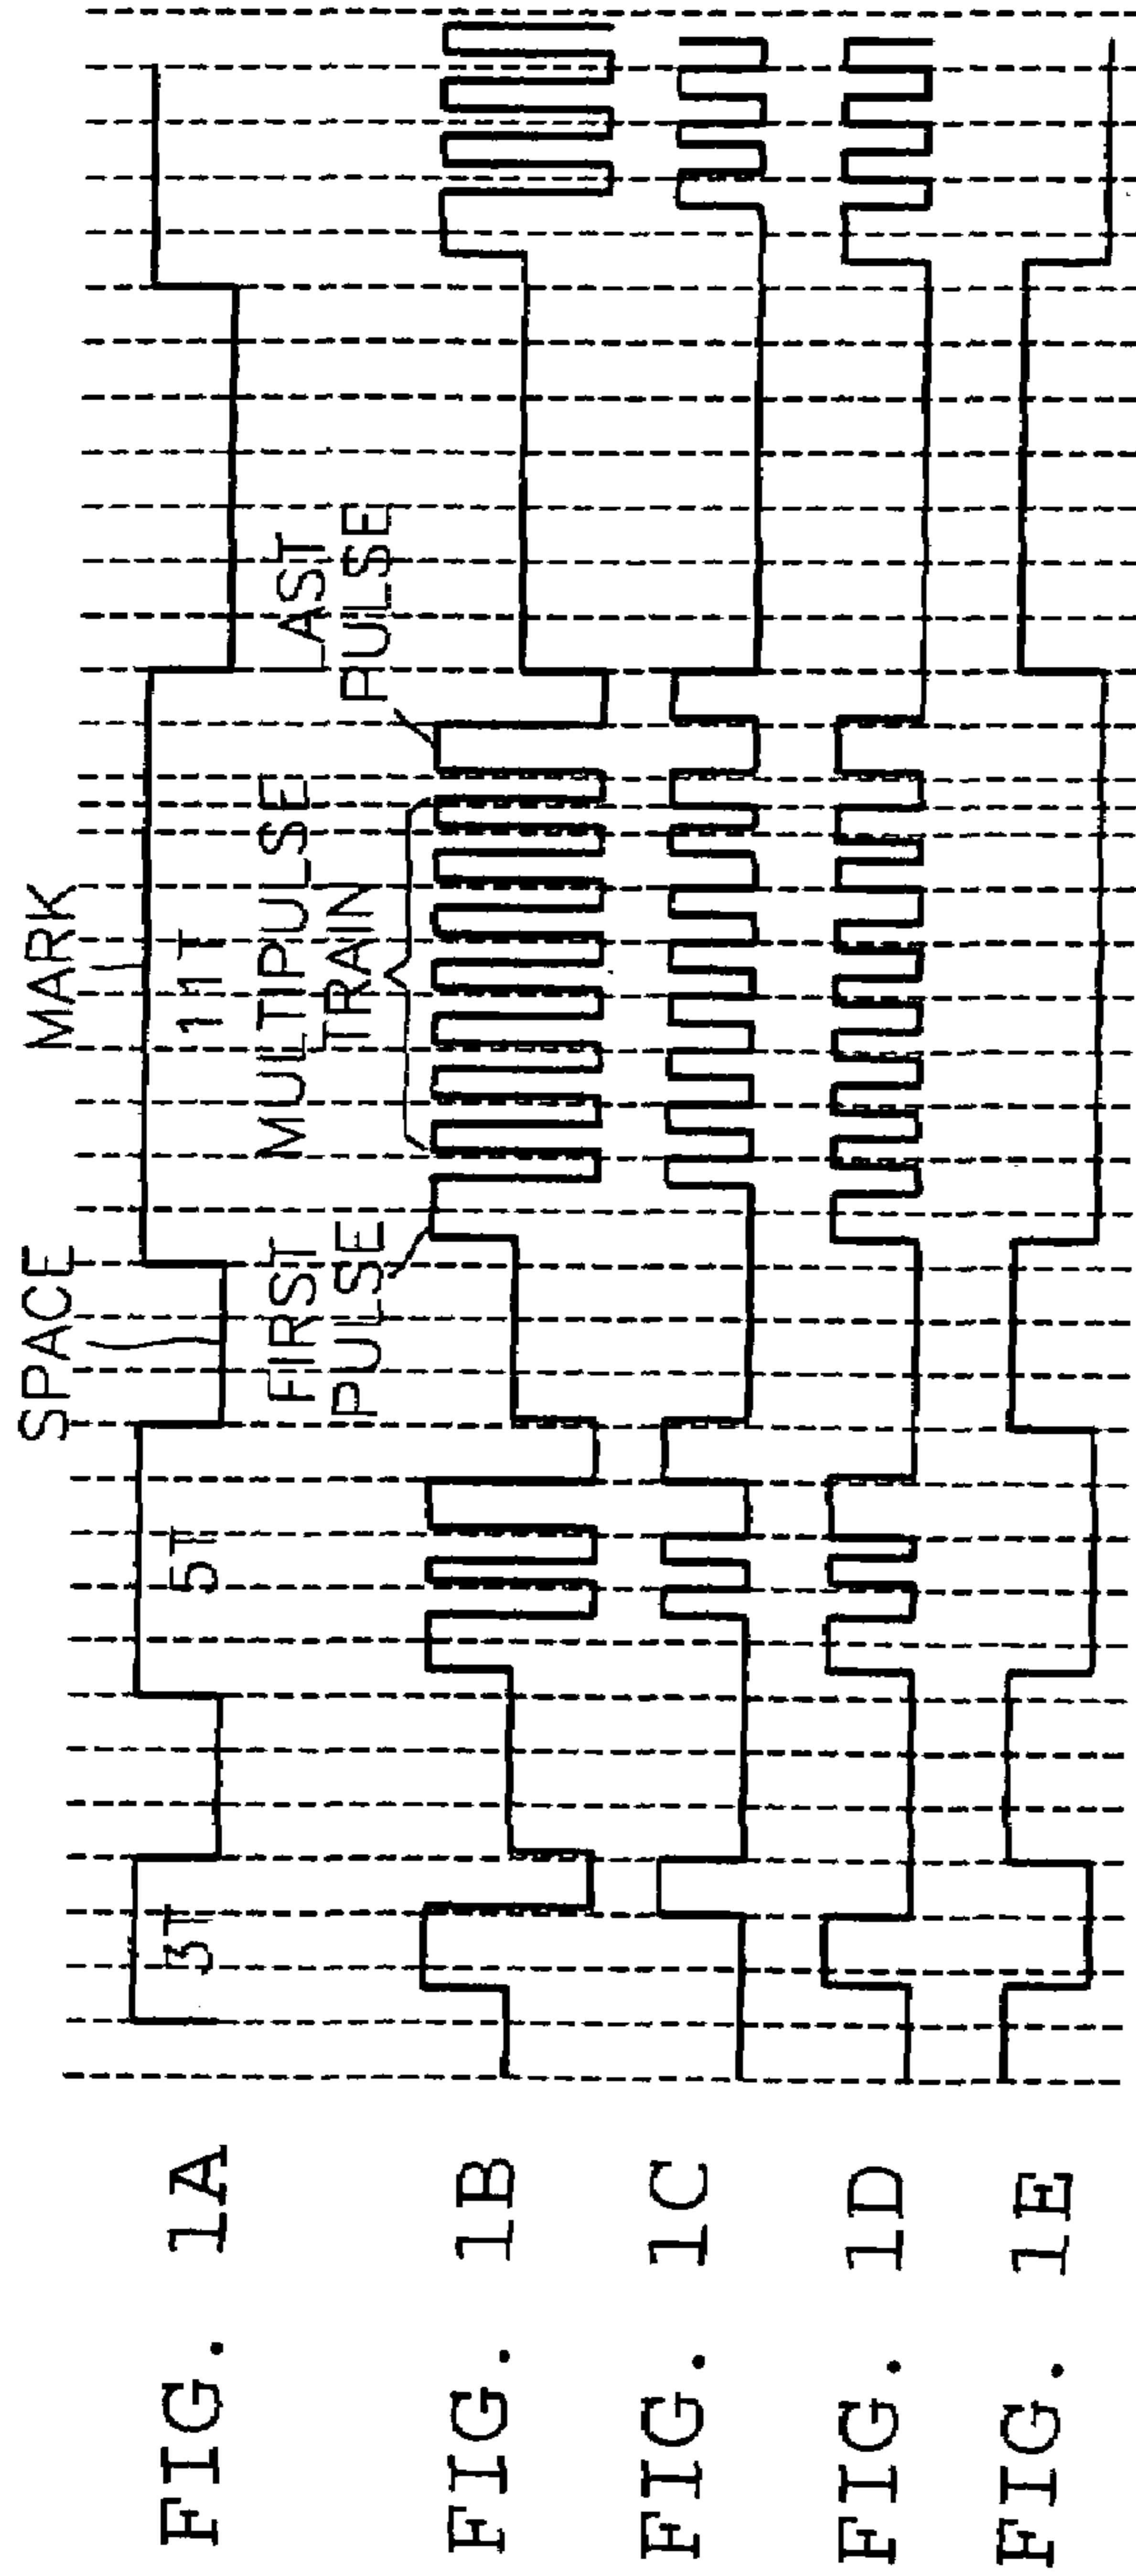 SPACE
MARK
FIG. 1A
3T
5T
11T
FIRST
PULSE
MULTIPULSE
TRAIN
LAST
PULSE
FIG. 1B
FIG. 1C
FIG. 1D
FIG. 1E